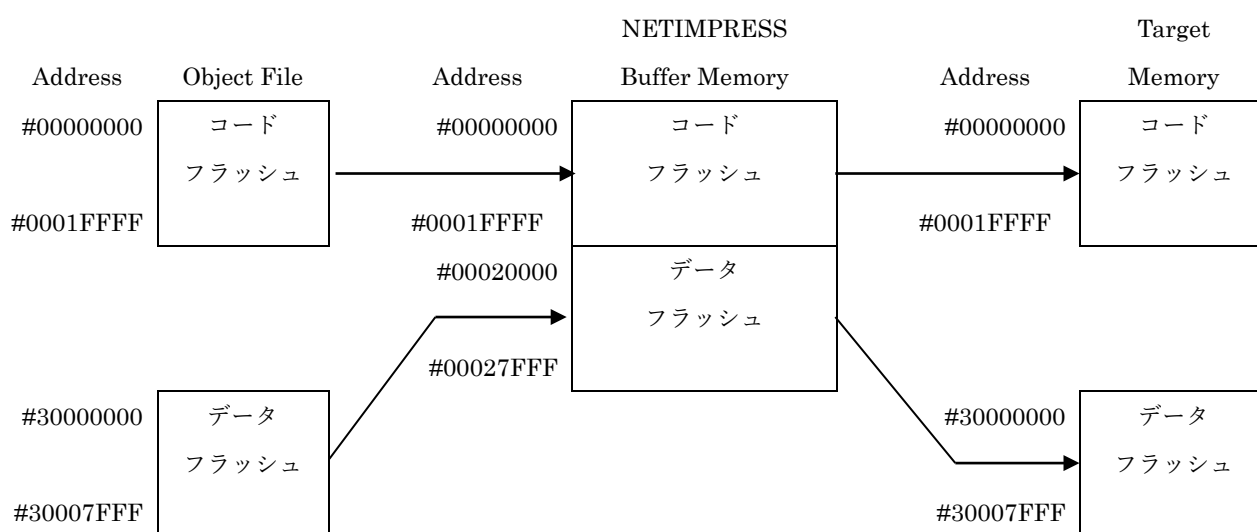 NETIMPRESS Target
Address Object File Address Buffer Memory Address Memory
#00000000 コード #00000000 コード #00000000 コード
フラッシュ フラッシュ フラッシュ
#0001FFFF #0001FFFF #0001FFFF
#00020000 データ
フラッシュ
#00027FFF
#30000000 データ #30000000 データ
フラッシュ フラッシュ
#30007FFF #30007FFF